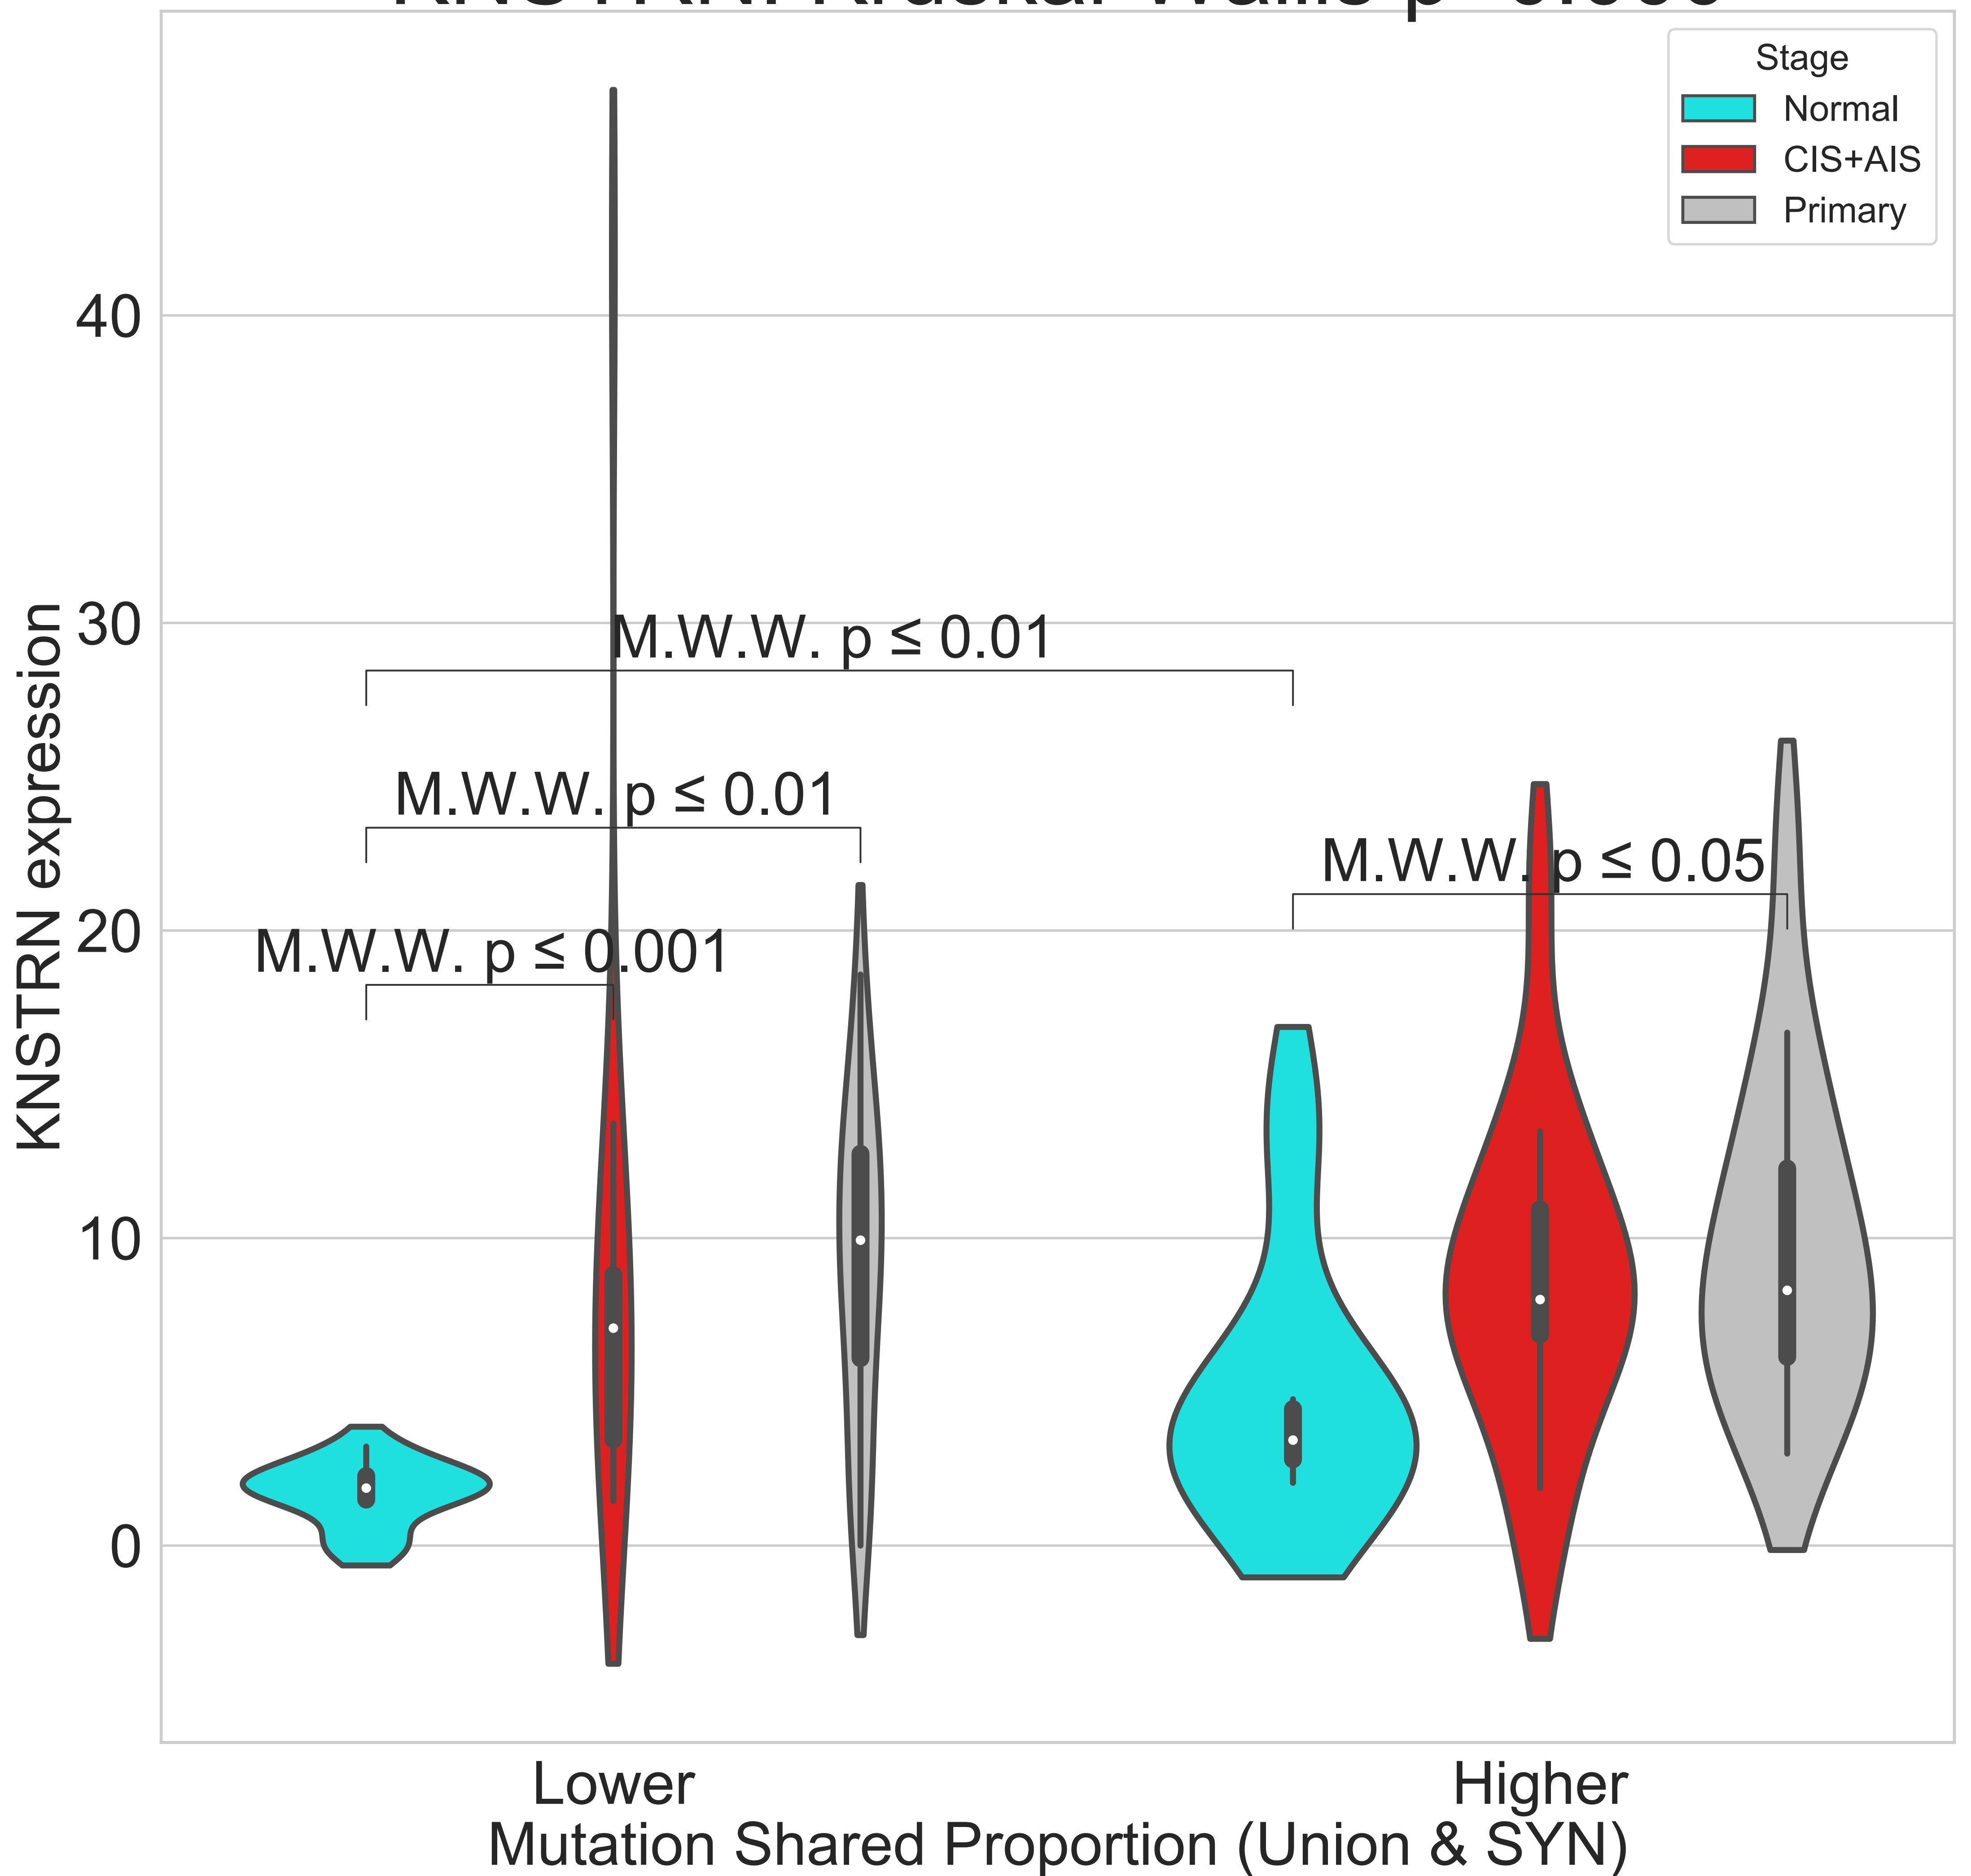 Stage
Normal
CIS+AIS
Primary
40
30
20
10
0
KNSTRN expression
M.W.W. p ≤ 0.01
M.W.W. p ≤ 0.01
M.W.W. p ≤ 0.05
M.W.W. p ≤ 0.001
Lower
Higher
Mutation Shared Proportion (Union & SYN)